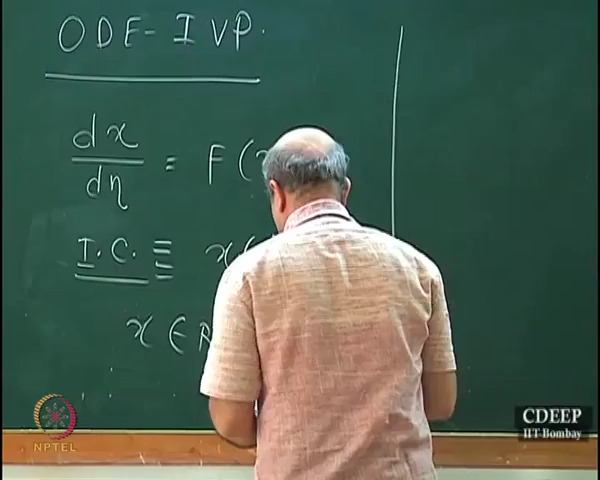 ODE-IVP.
dx/dη = F(x
I.C. ≡ x(
x ∈ R
NPTEL
CDEEP
IIT Bombay